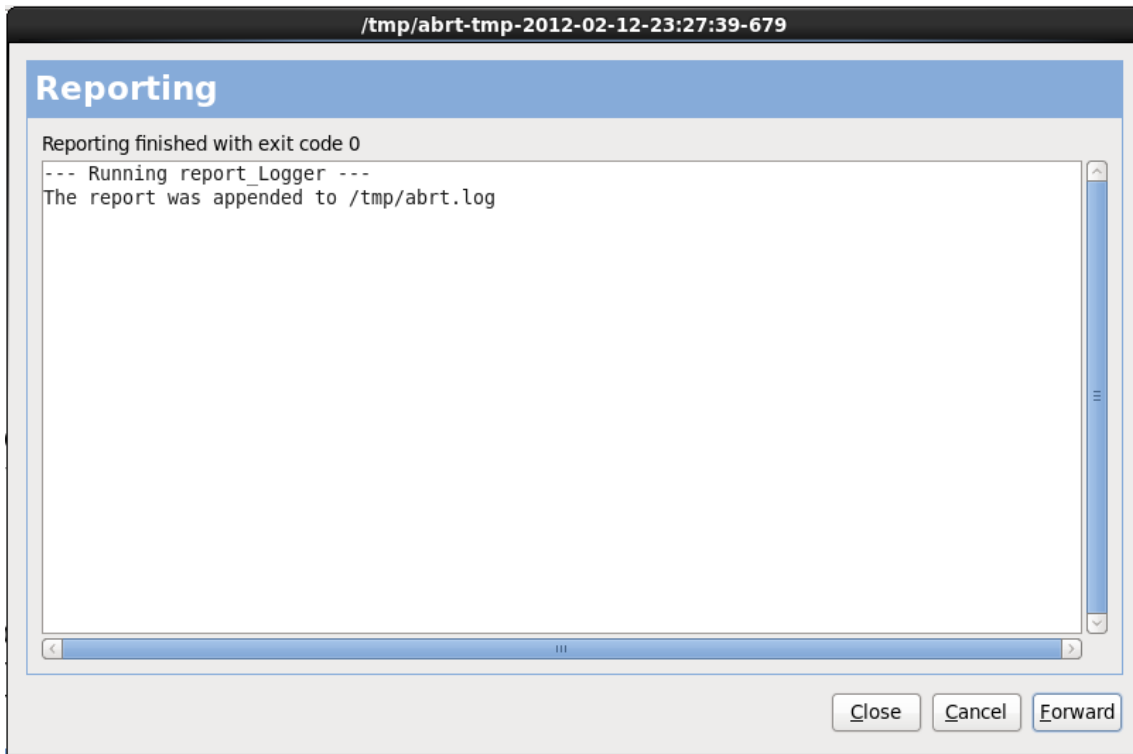 /tmp/abrt-tmp-2012-02-12-23:27:39-679
Reporting
Reporting finished with exit code 0
--- Running report_Logger ---
The report was appended to /tmp/abrt.log
Close Cancel Forward